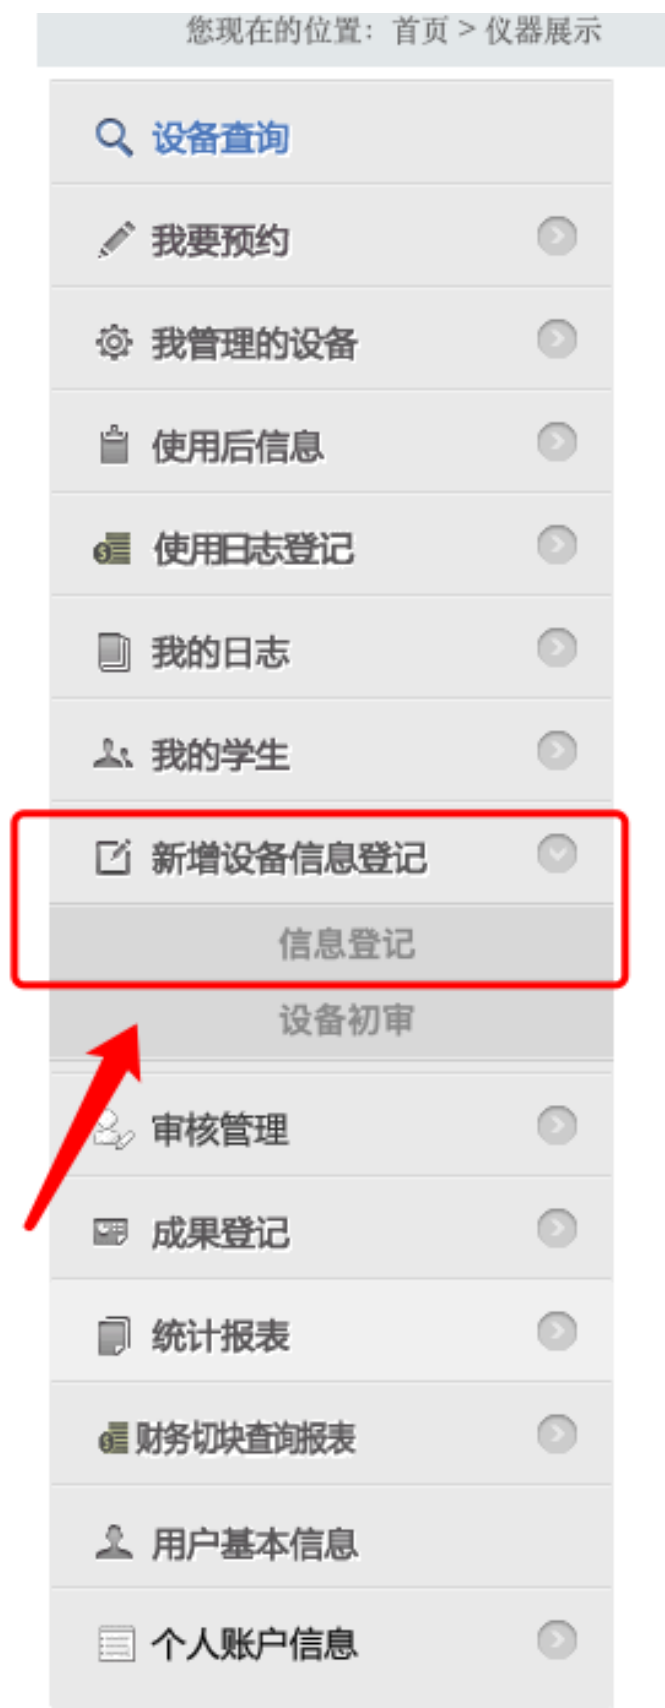 您现在的位置：首页 > 仪器展示
设备查询
我要预约
我管理的设备
使用后信息
使用日志登记
我的日志
我的学生
新增设备信息登记
信息登记
设备初审
审核管理
成果登记
统计报表
财务切块查询报表
用户基本信息
个人账户信息